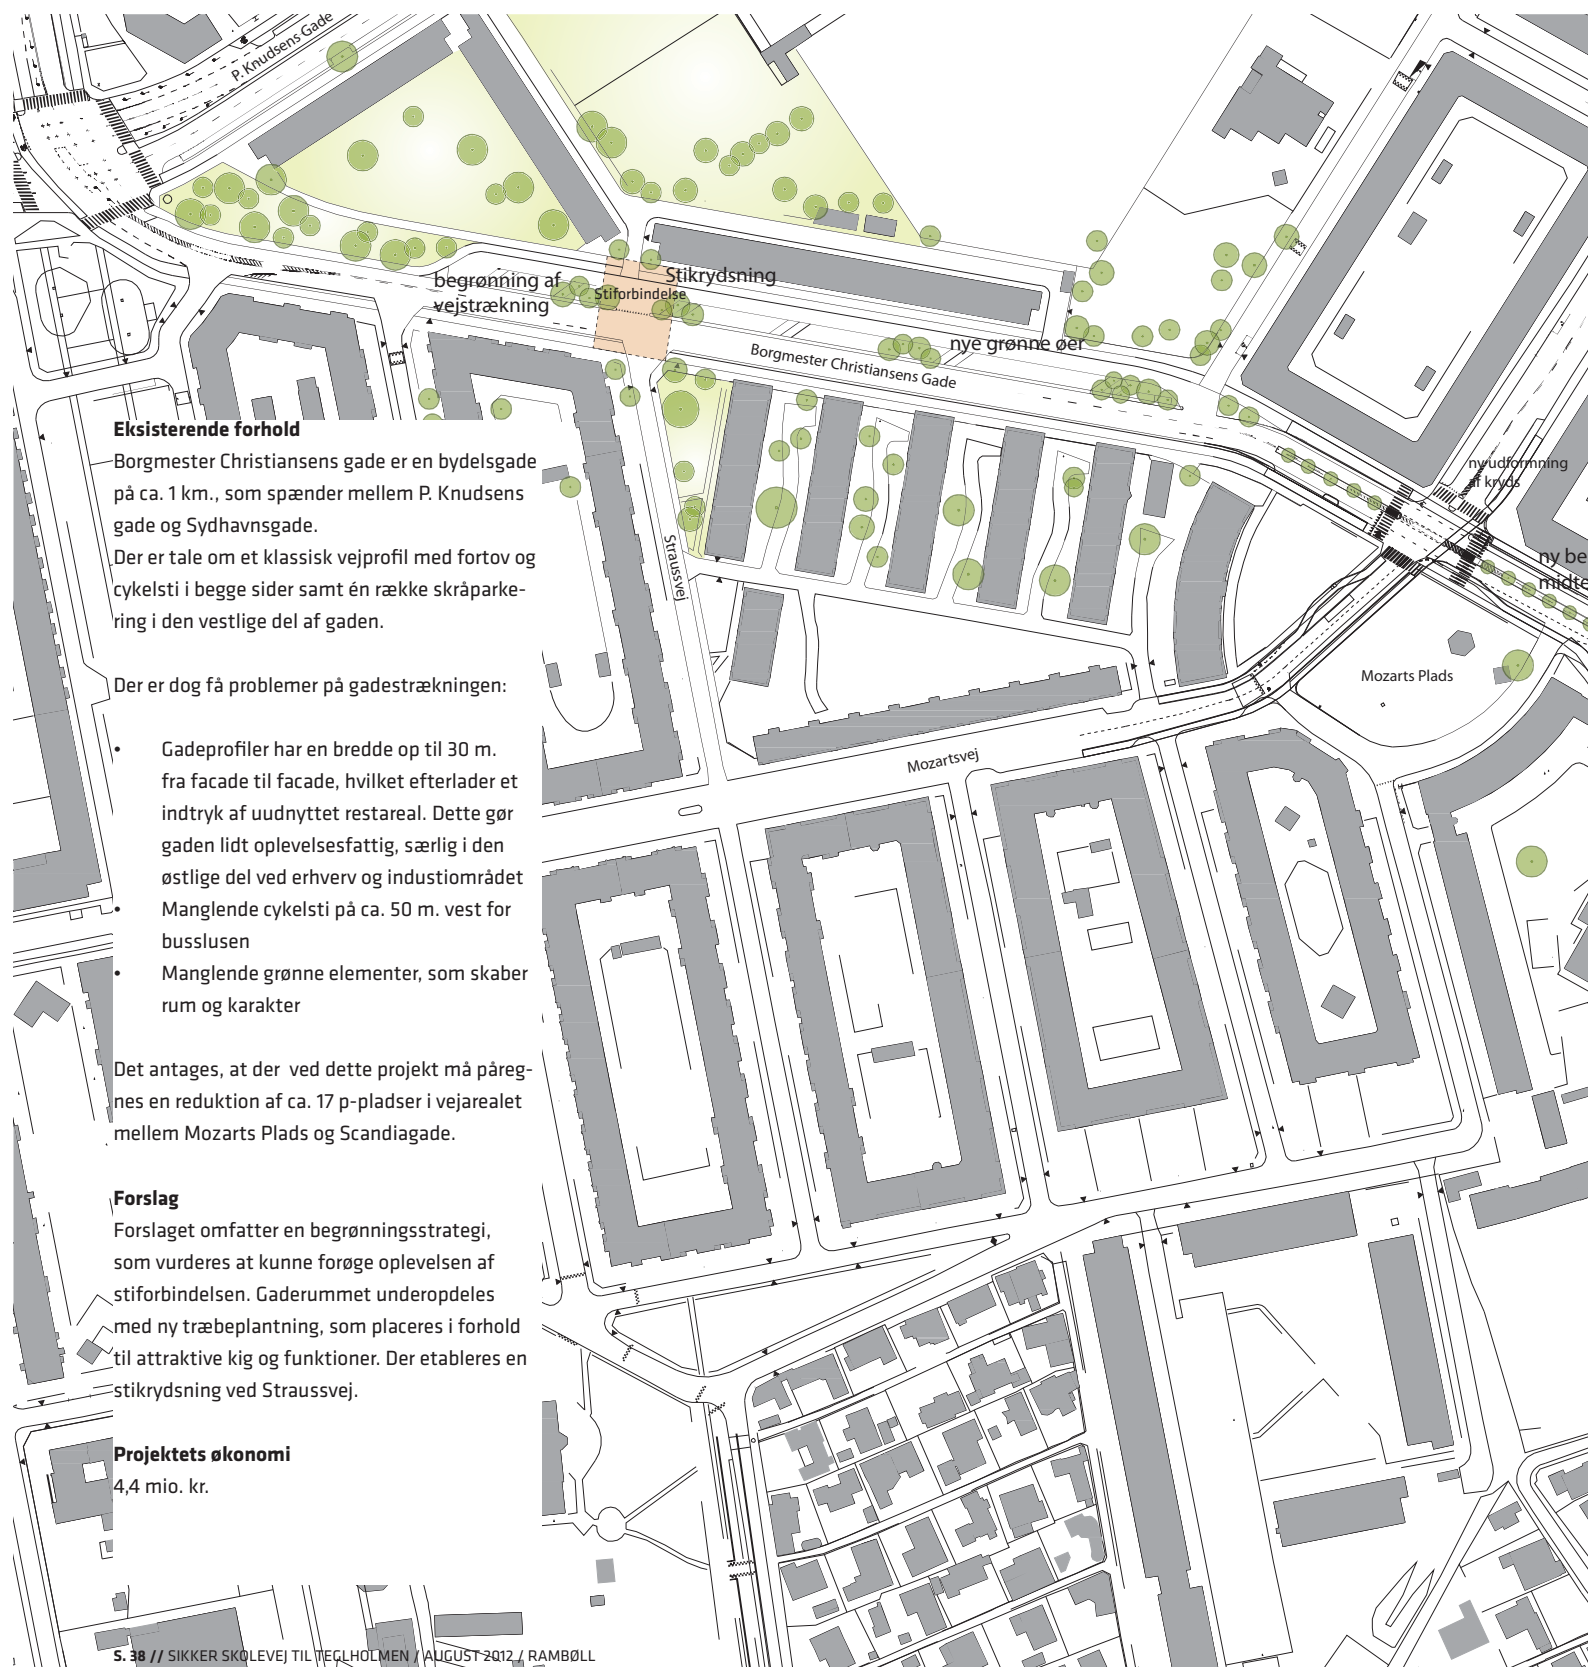 P. Knudsens Gade
begrønning af
vejstrækning
Stikrydsning
Stiforbindelse
nye grønne øer
Borgmester Christiansens Gade
ny udformning
af kryds
ny be
midte
Straussvej
Mozarts Plads
Mozartsvej
Eksisterende forhold
Borgmester Christiansens gade er en bydelsgade
på ca. 1 km., som spænder mellem P. Knudsens
gade og Sydhavnsgade.
Der er tale om et klassisk vejprofil med fortov og
cykelsti i begge sider samt én række skråparke-
ring i den vestlige del af gaden.
Der er dog få problemer på gadestrækningen:
• Gadeprofiler har en bredde op til 30 m.
fra facade til facade, hvilket efterlader et
indtryk af uudnyttet restareal. Dette gør
gaden lidt oplevelsesfattig, særlig i den
østlige del ved erhverv og industiområdet
• Manglende cykelsti på ca. 50 m. vest for
busslusen
• Manglende grønne elementer, som skaber
rum og karakter
Det antages, at der ved dette projekt må påreg-
nes en reduktion af ca. 17 p-pladser i vejarealet
mellem Mozarts Plads og Scandiagade.
Forslag
Forslaget omfatter en begrønningsstrategi,
som vurderes at kunne forøge oplevelsen af
stiforbindelsen. Gaderummet underopdeles
med ny træbeplantning, som placeres i forhold
til attraktive kig og funktioner. Der etableres en
stikrydsning ved Straussvej.
Projektets økonomi
4,4 mio. kr.
S. 38 // SIKKER SKOLEVEJ TIL TEGLHOLMEN / AUGUST 2012 / RAMBØLL